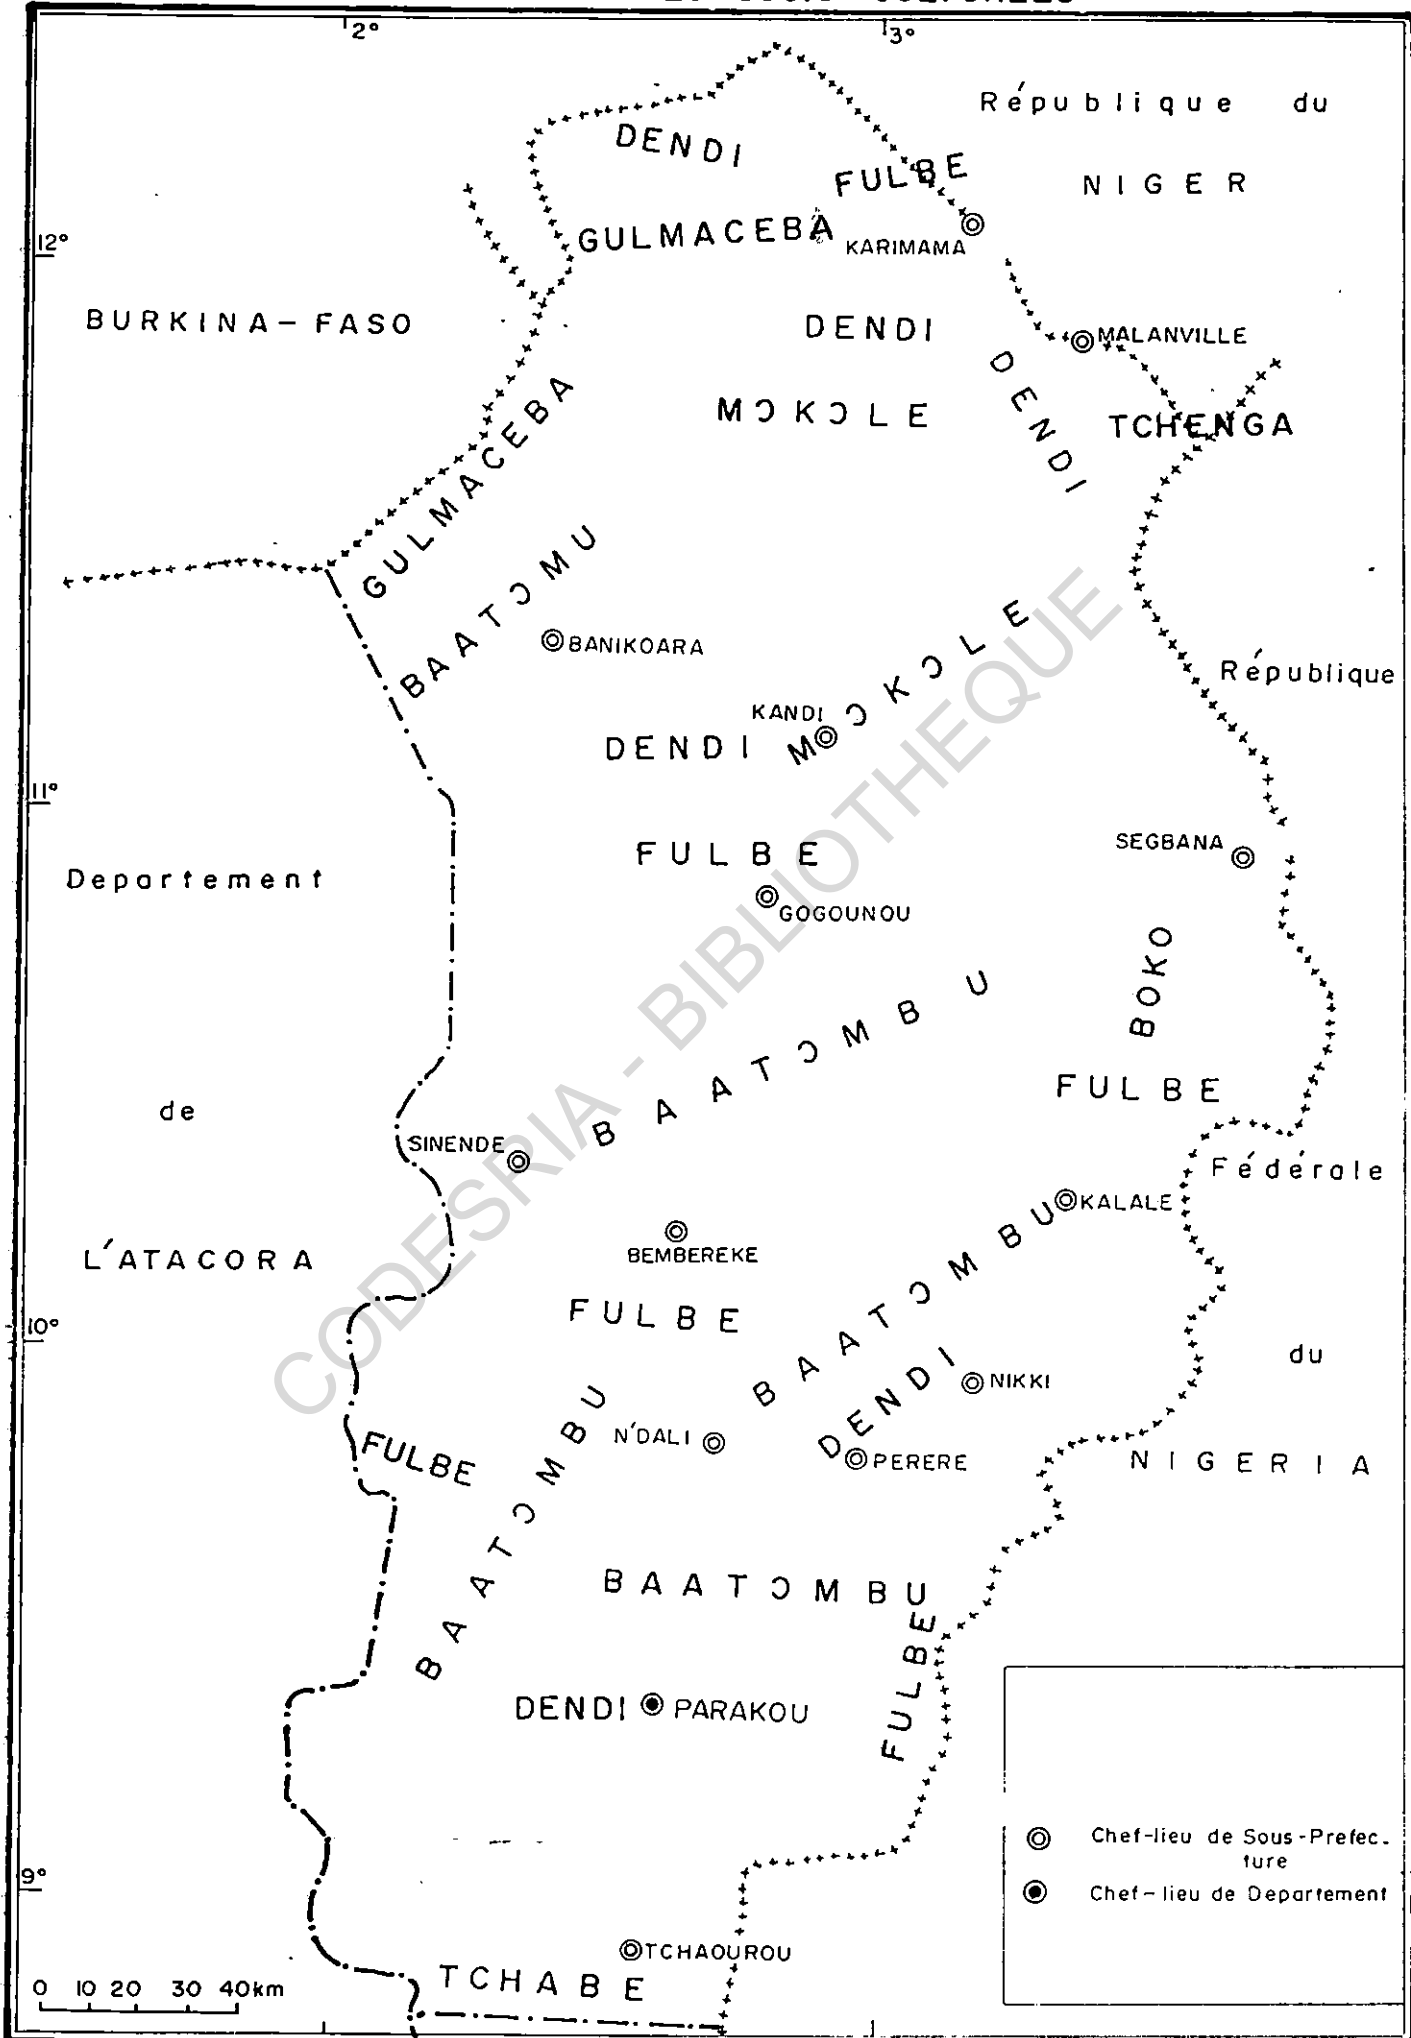 2°
3°
République du
NIGER
DENDI
FULBE
GULMACEBA
KARIMAMA
12°
BURKINA-FASO
DENDI
MALANVILLE
DENDI
MƆKƆLE
TCHENGA
GULMACEBA
BAATƆMU
BANIKOARA
MƆKƆLE
République
KANDI
DENDI
11°
SEGBANA
FULBE
Departement
GOGOUNOU
BOKO
BAATƆMBU
FULBE
de
SINENDE
Fédérale
KALALE
BEMBEREKE
L'ATACORA
BAATƆMBU
FULBE
10°
du
DENDI
NIKKI
N'DALI
FULBE
PERERE
NIGERIA
BAATƆMBU
BAATƆMBU
FULBE
DENDI
PARAKOU
Chef-lieu de Sous-Prefec-
ture
9°
Chef-lieu de Departement
TCHAOUROU
TCHABE
0 10 20 30 40km
CODESRIA - BIBLIOTHEQUE